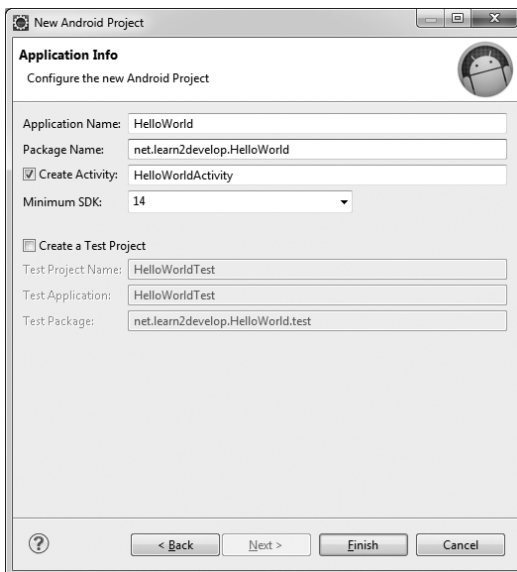 New Android Project
Application Info
Configure the new Android Project
Application Name: HelloWorld
Package Name: net.learn2develop.HelloWorld
Create Activity: HelloWorldActivity
Minimum SDK: 14
Create a Test Project
Test Project Name: HelloWorldTest
Test Application: HelloWorldTest
Test Package: net.learn2develop.HelloWorld.test
? < Back Next > Finish Cancel